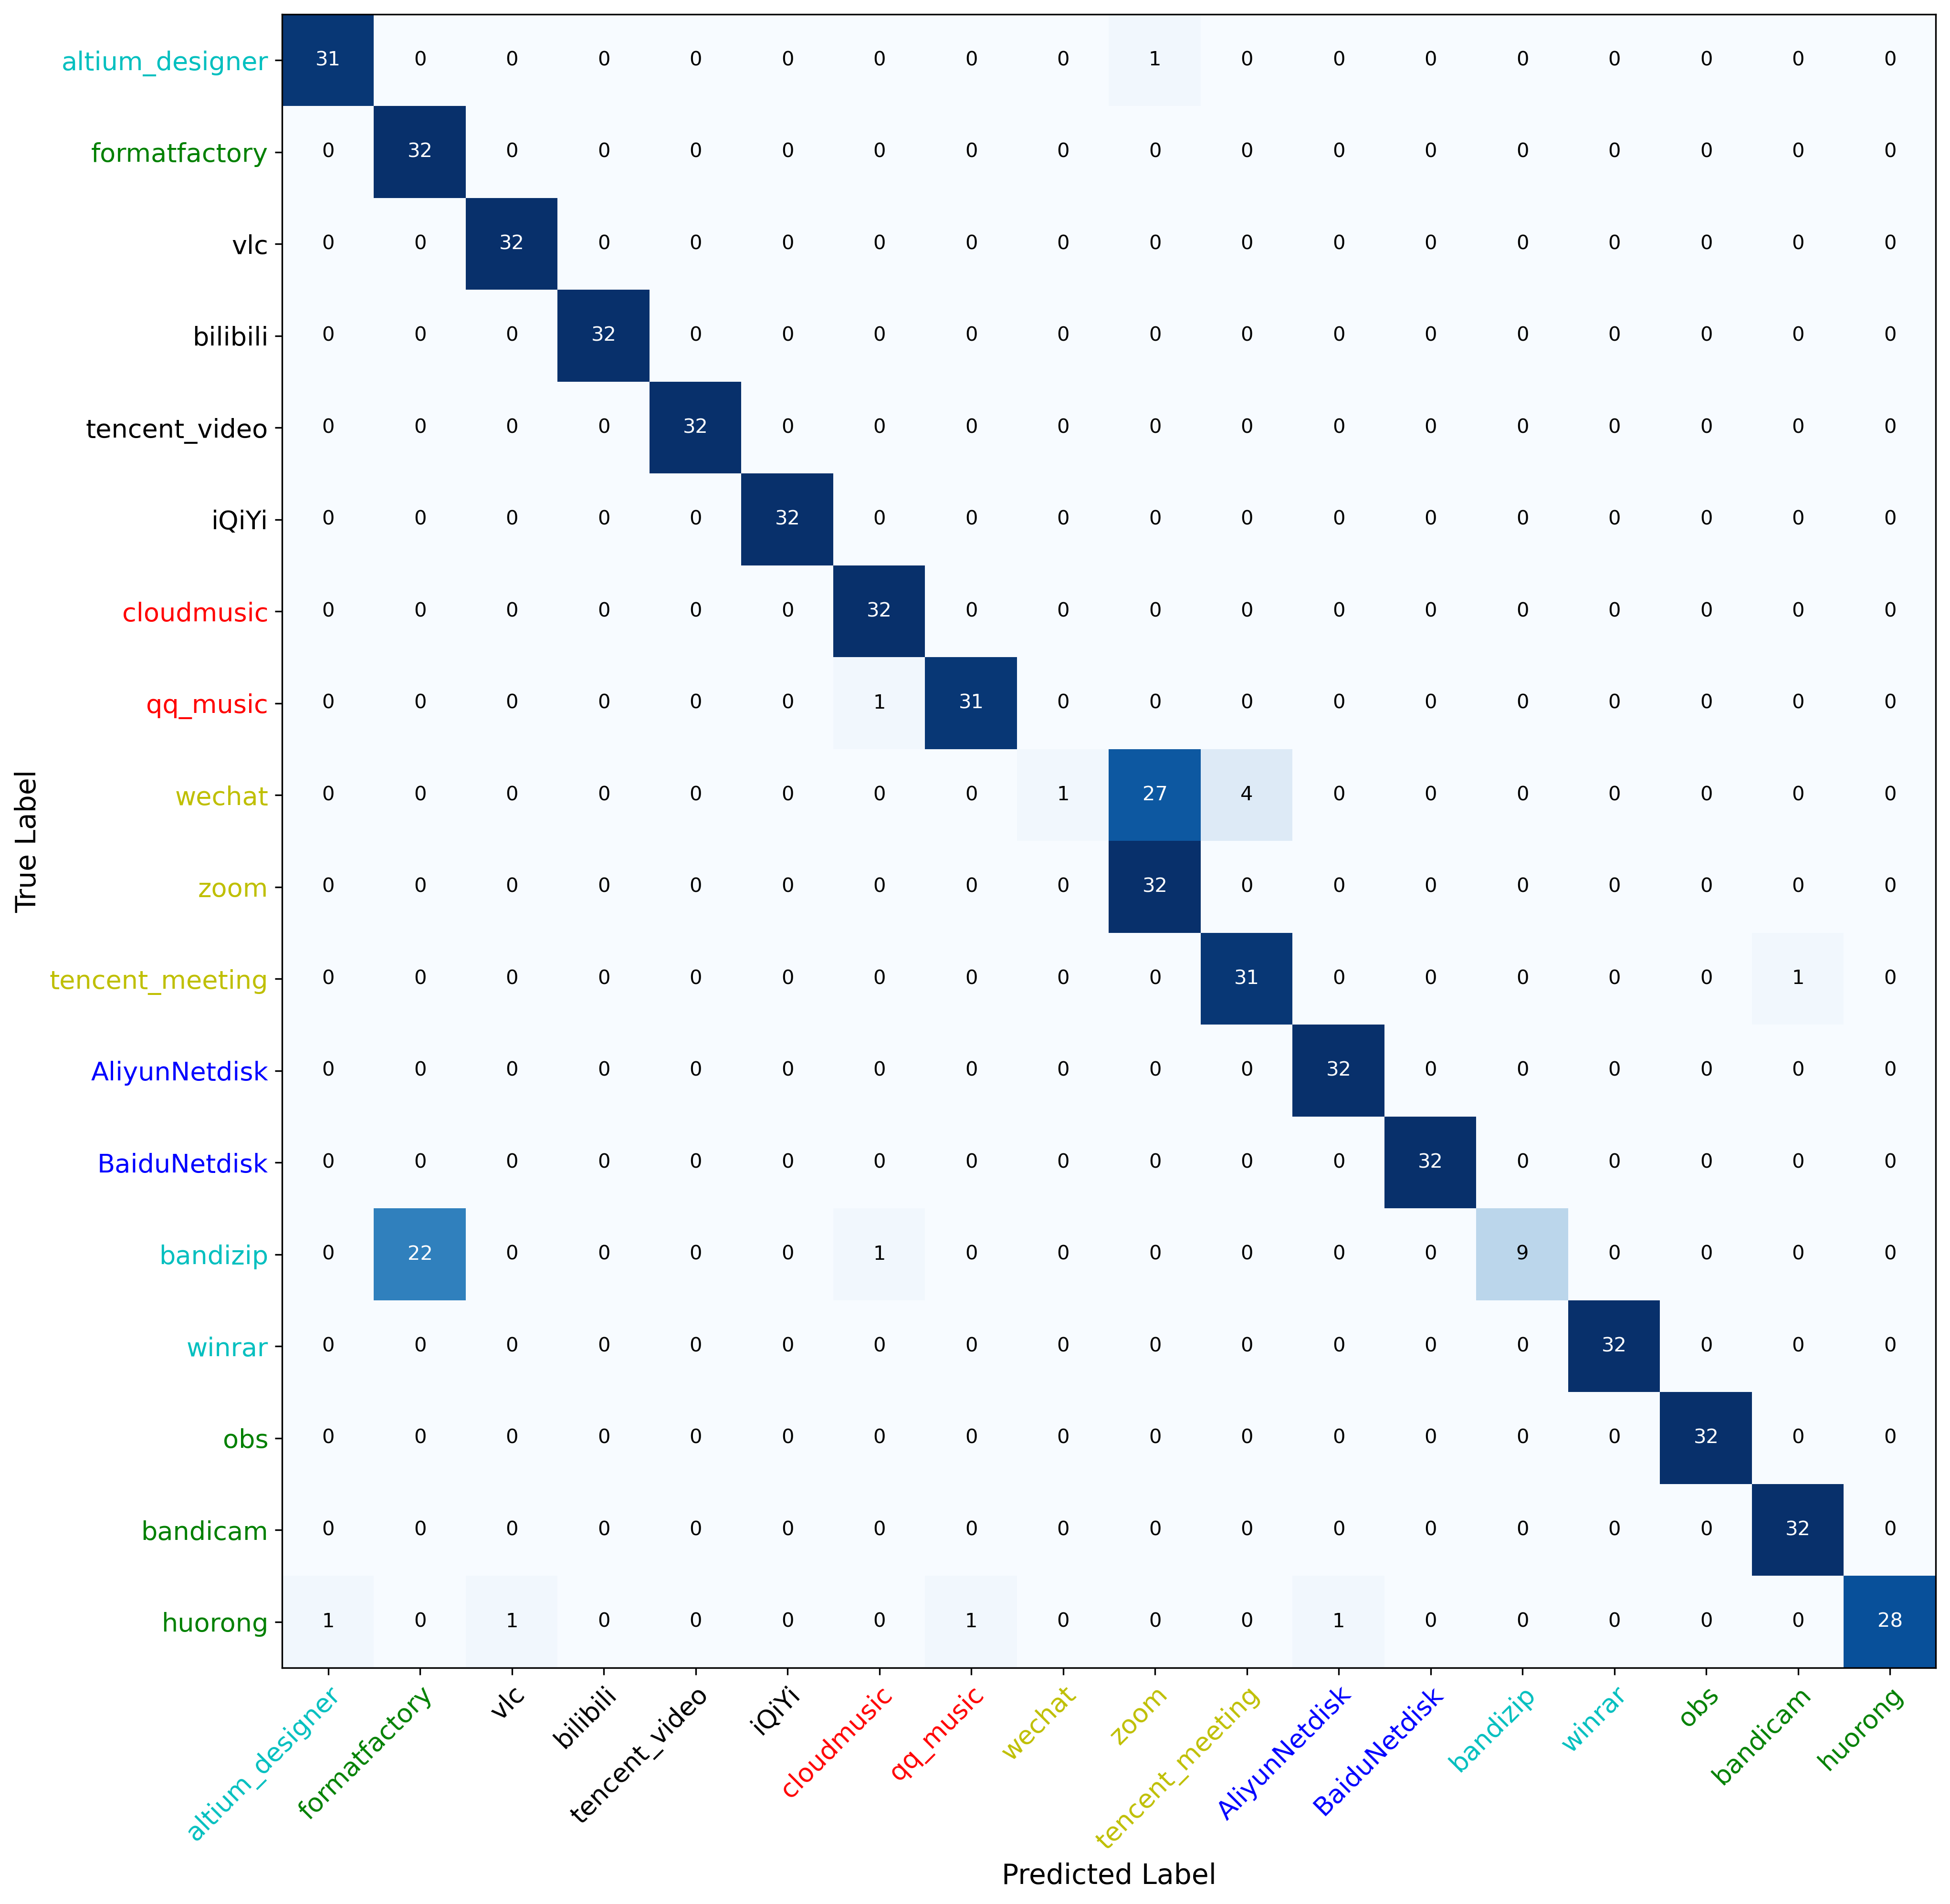 altium_designer 31 0 0 0 0 0 0 0 0 1 0 0 0 0 0 0 0 0
formatfactory 0 32 0 0 0 0 0 0 0 0 0 0 0 0 0 0 0 0
vlc 0 0 32 0 0 0 0 0 0 0 0 0 0 0 0 0 0 0
bilibili 0 0 0 32 0 0 0 0 0 0 0 0 0 0 0 0 0 0
tencent_video 0 0 0 0 32 0 0 0 0 0 0 0 0 0 0 0 0 0
iQiYi 0 0 0 0 0 32 0 0 0 0 0 0 0 0 0 0 0 0
cloudmusic 0 0 0 0 0 0 32 0 0 0 0 0 0 0 0 0 0 0
qq_music 0 0 0 0 0 0 1 31 0 0 0 0 0 0 0 0 0 0
wechat 0 0 0 0 0 0 0 0 1 27 4 0 0 0 0 0 0 0
zoom 0 0 0 0 0 0 0 0 0 32 0 0 0 0 0 0 0 0
tencent_meeting 0 0 0 0 0 0 0 0 0 0 31 0 0 0 0 0 1 0
AliyunNetdisk 0 0 0 0 0 0 0 0 0 0 0 32 0 0 0 0 0 0
BaiduNetdisk 0 0 0 0 0 0 0 0 0 0 0 0 32 0 0 0 0 0
bandizip 0 22 0 0 0 0 1 0 0 0 0 0 0 9 0 0 0 0
winrar 0 0 0 0 0 0 0 0 0 0 0 0 0 0 32 0 0 0
obs 0 0 0 0 0 0 0 0 0 0 0 0 0 0 0 32 0 0
bandicam 0 0 0 0 0 0 0 0 0 0 0 0 0 0 0 0 32 0
huorong 1 0 1 0 0 0 0 1 0 0 0 1 0 0 0 0 0 28
True Label
altium_designer
formatfactory
vlc
bilibili
tencent_video
iQiYi
cloudmusic
qq_music
wechat
zoom
tencent_meeting
AliyunNetdisk
BaiduNetdisk
bandizip
winrar
obs
bandicam
huorong
Predicted Label